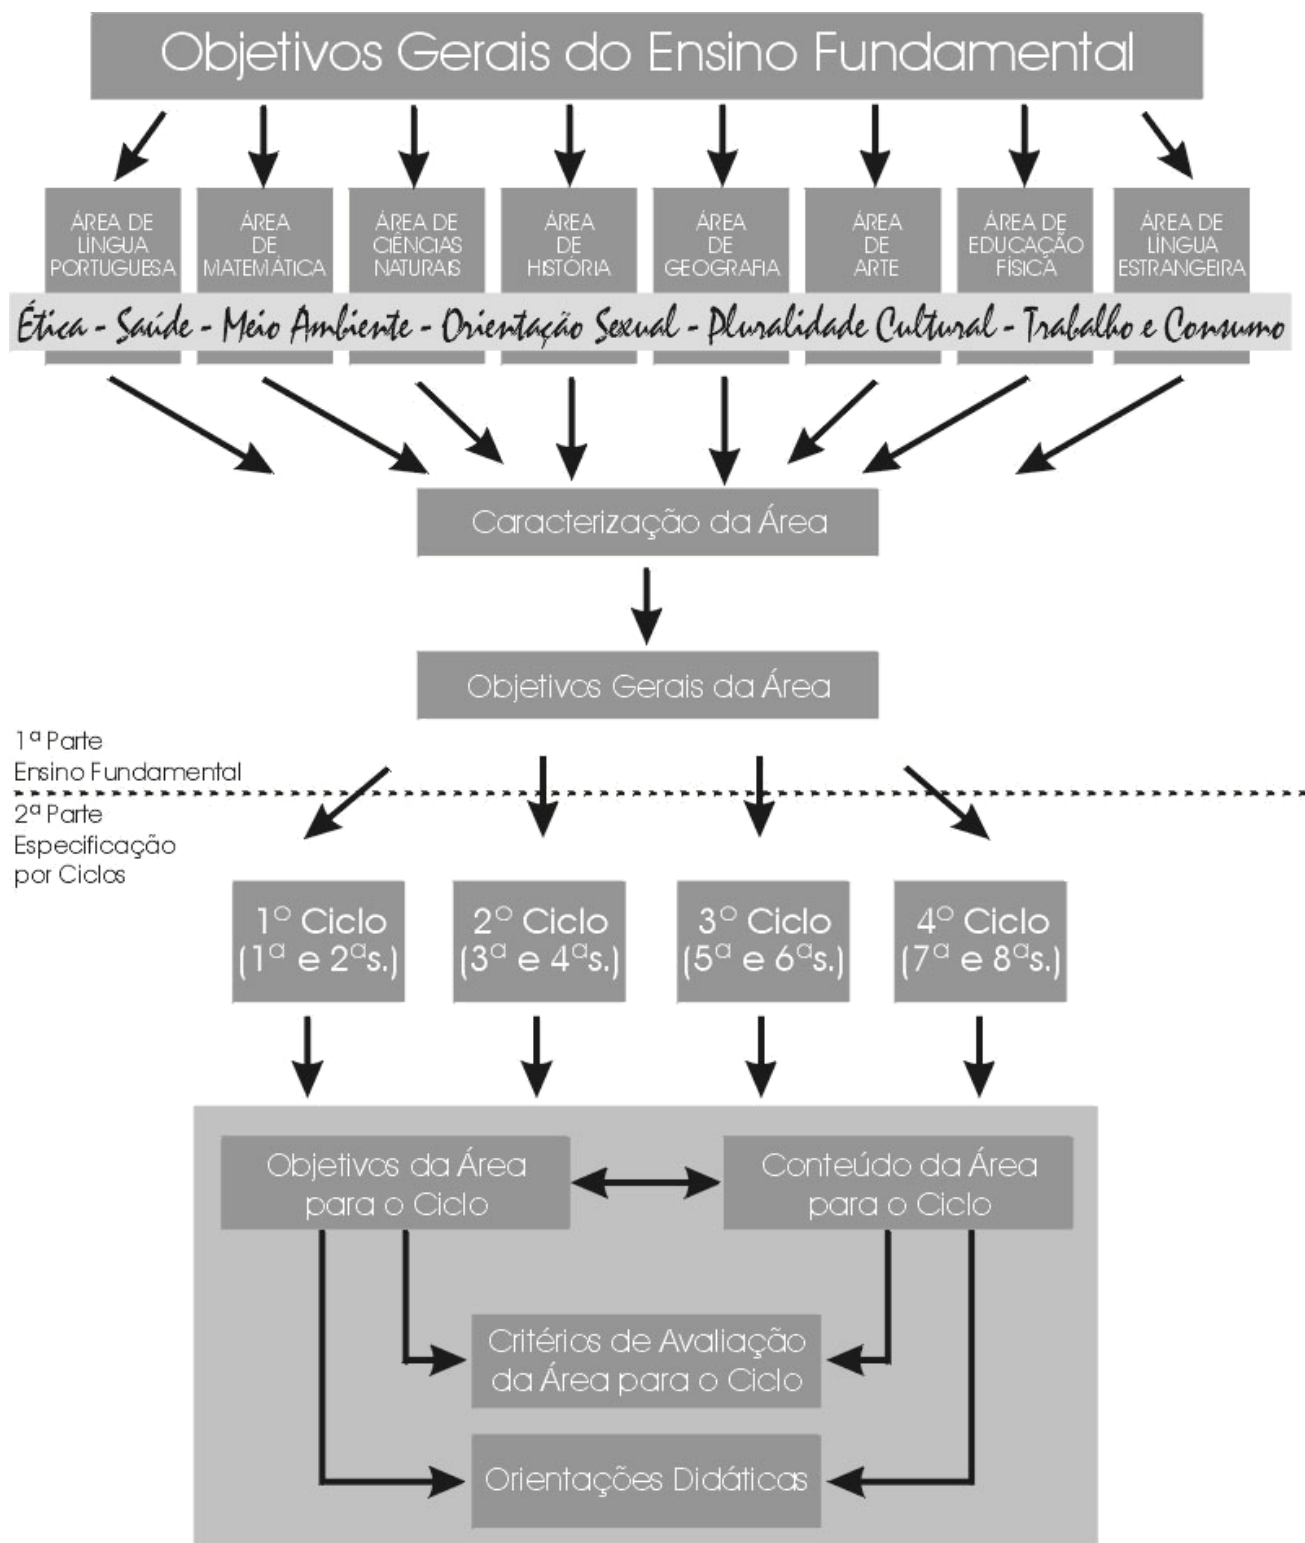 Objetivos Gerais do Ensino Fundamental
ÁREA DE
LÍNGUA
PORTUGUESA
ÁREA
DE
MATEMÁTICA
ÁREA DE
CIÊNCIAS
NATURAIS
ÁREA
DE
HISTÓRIA
ÁREA
DE
GEOGRAFIA
ÁREA
DE
ARTE
ÁREA DE
EDUCAÇÃO
FÍSICA
ÁREA DE
LÍNGUA
ESTRANGEIRA
Ética - Saúde - Meio Ambiente - Orientação Sexual - Pluralidade Cultural - Trabalho e Consumo
Caracterização da Área
Objetivos Gerais da Área
1ª Parte
Ensino Fundamental
2ª Parte
Especificação
por Ciclos
1º Ciclo
(1ª e 2ªs.)
2º Ciclo
(3ª e 4ªs.)
3º Ciclo
(5ª e 6ªs.)
4º Ciclo
(7ª e 8ªs.)
Objetivos da Área
para o Ciclo
Conteúdo da Área
para o Ciclo
Critérios de Avaliação
da Área para o Ciclo
Orientações Didáticas